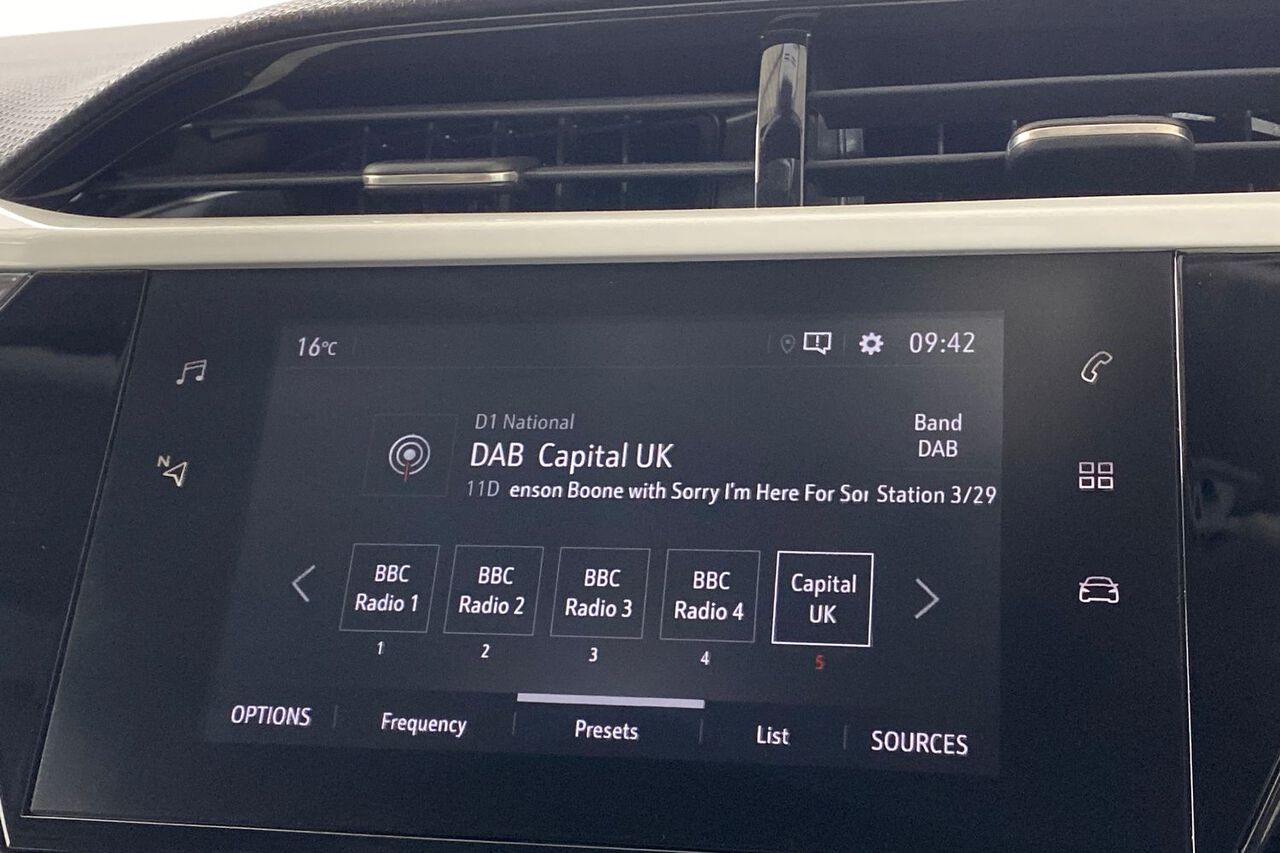 16°C
09:42
D1 National
DAB Capital UK
Band
DAB
11D enson Boone with Sorry I'm Here For Sor Station 3/29
BBC
Radio 1
BBC
Radio 2
BBC
Radio 3
BBC
Radio 4
Capital
UK
1
2
3
4
5
OPTIONS
Frequency
Presets
List
SOURCES
N